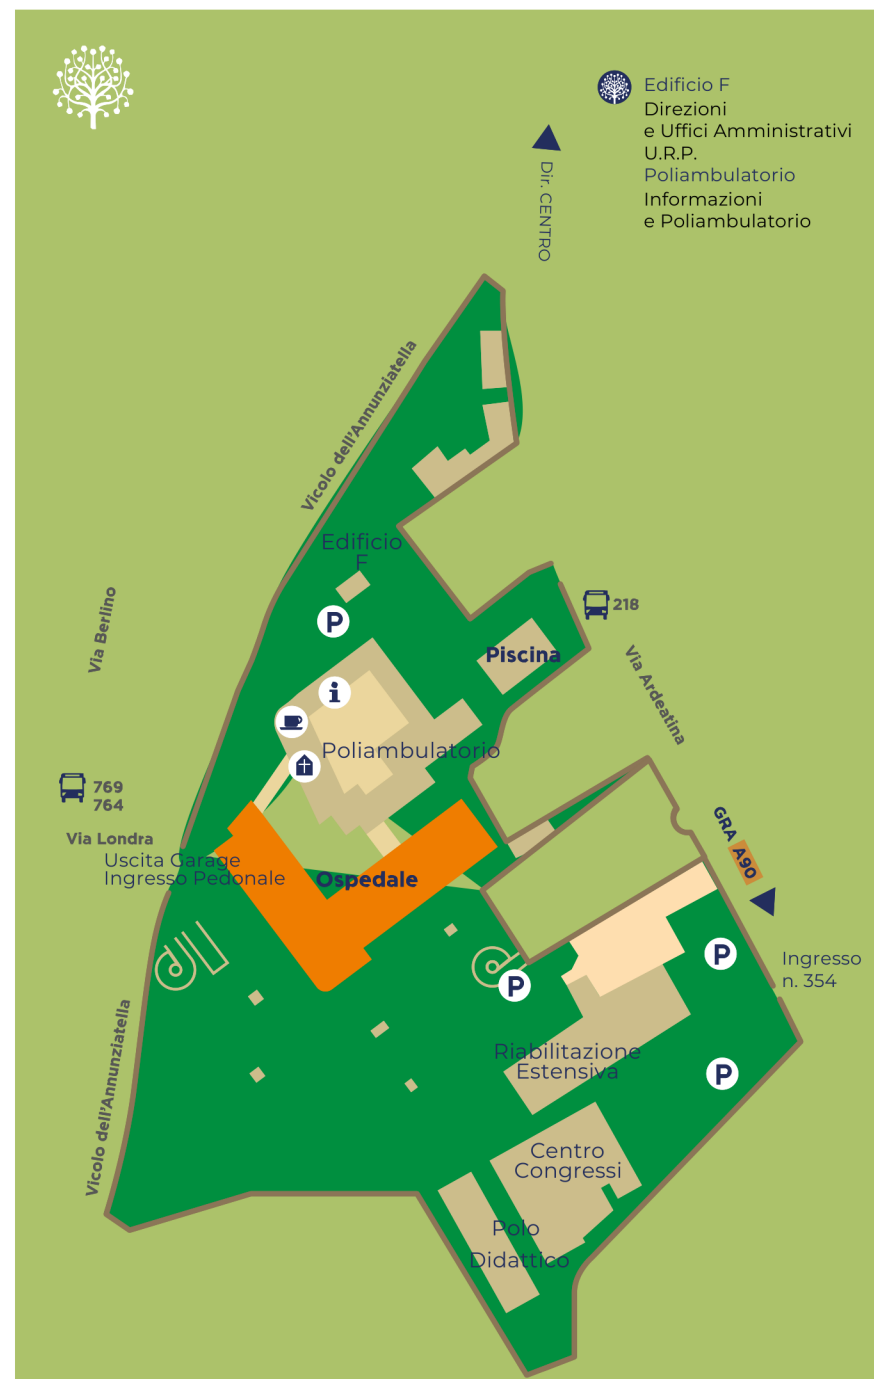 Edificio F
Direzioni
e Uffici Amministrativi
U.R.P.
Poliambulatorio
Informazioni
e Poliambulatorio
Dir. CENTRO
Vicolo dell'Annunziatella
Edificio
F
P
218
Via Berlino
Piscina
Via Ardeatina
i
Poliambulatorio
769
764
Via Londra
Uscita Garage
Ingresso Pedonale
Ospedale
GRA A90
P
Ingresso
n. 354
P
Riabilitazione
Estensiva
P
Vicolo dell'Annunziatella
Centro
Congressi
Polo
Didattico